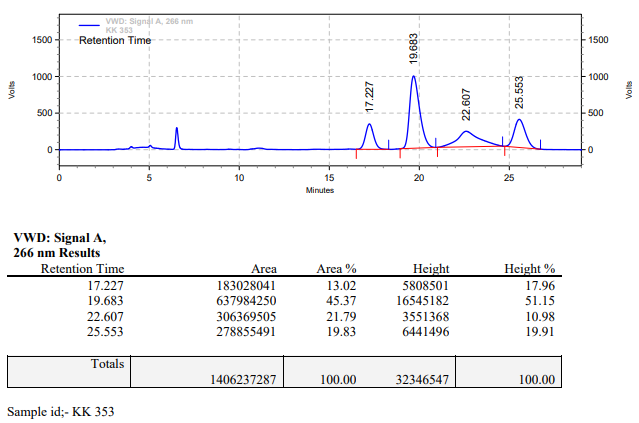 VWD: Signal A, 266 nm
KK 353
Retention Time
1500
1000
500
0
Volts
17.227
19.683
22.607
25.553
1500
1000
500
0
Volts
0 5 10 15 20 25
Minutes
VWD: Signal A,
266 nm Results
Retention Time Area Area % Height Height %
17.227 183028041 13.02 5808501 17.96
19.683 637984250 45.37 16545182 51.15
22.607 306369505 21.79 3551368 10.98
25.553 278855491 19.83 6441496 19.91
Totals
1406237287 100.00 32346547 100.00
Sample id;- KK 353